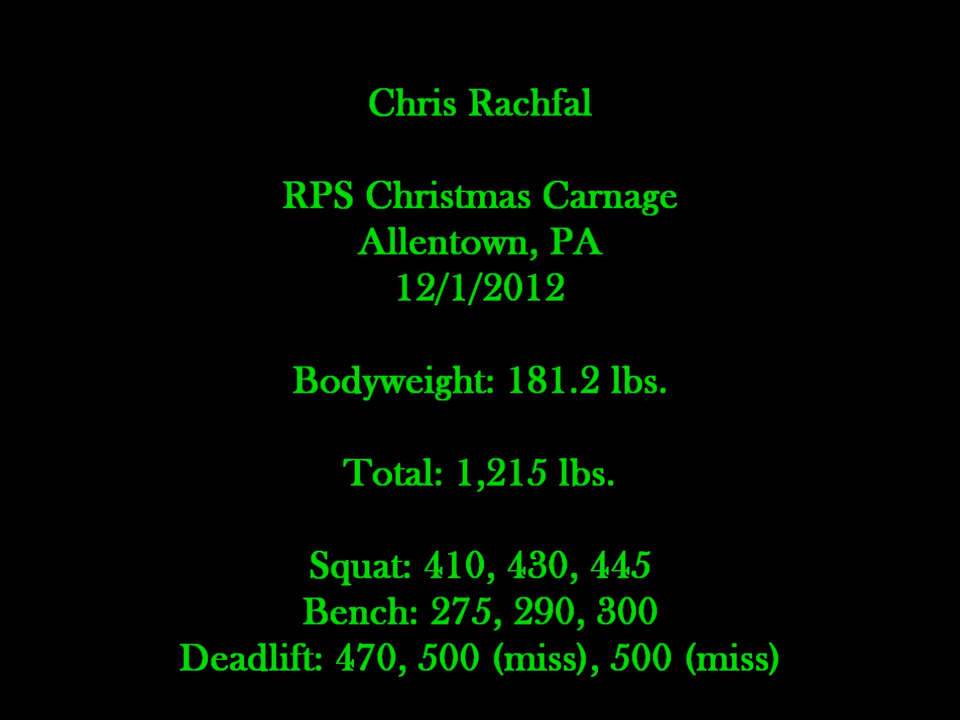 Chris Rachfal
RPS Christmas Carnage
Allentown, PA
12/1/2012
Bodyweight: 181.2 lbs.
Total: 1,215 lbs.
Squat: 410, 430, 445
Bench: 275, 290, 300
Deadlift: 470, 500 (miss), 500 (miss)